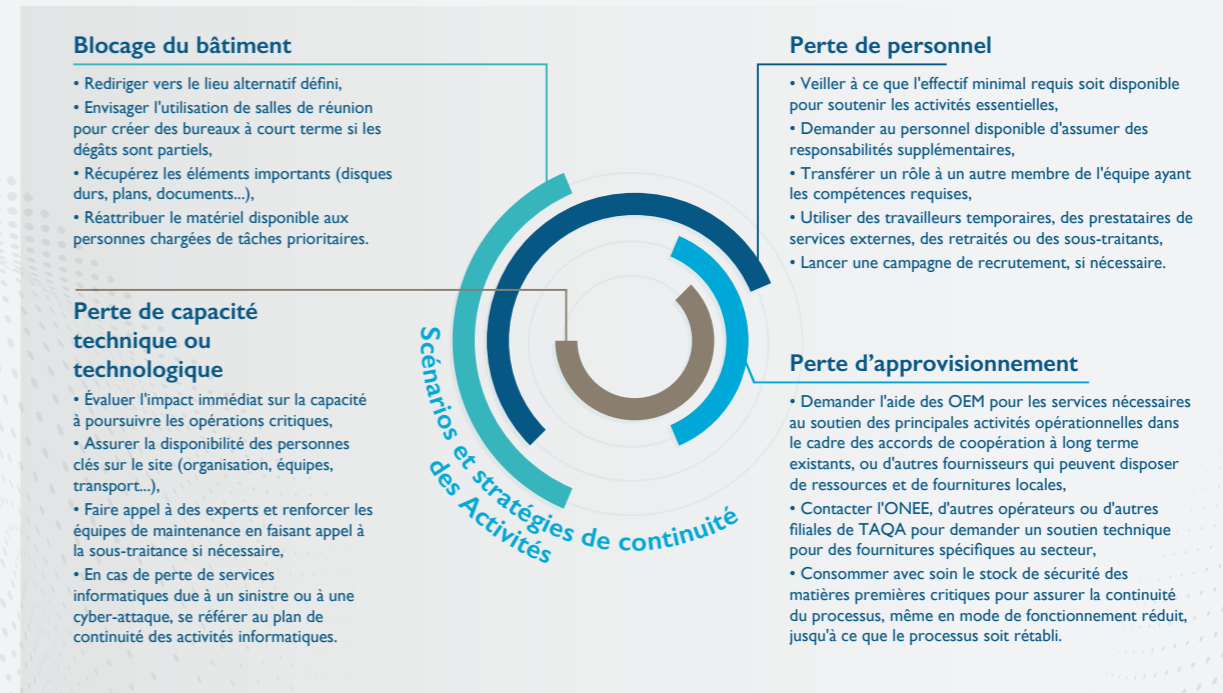 Blocage du bâtiment
• Rediriger vers le lieu alternatif défini,
• Envisager l'utilisation de salles de réunion
pour créer des bureaux à court terme si les
dégâts sont partiels,
• Récupérez les éléments importants (disques
durs, plans, documents...),
• Réattribuer le matériel disponible aux
personnes chargées de tâches prioritaires.
Perte de capacité
technique ou
technologique
• Évaluer l'impact immédiat sur la capacité
à poursuivre les opérations critiques,
• Assurer la disponibilité des personnes
clés sur le site (organisation, équipes,
transport...),
• Faire appel à des experts et renforcer les
équipes de maintenance en faisant appel à
la sous-traitance si nécessaire,
• En cas de perte de services
informatiques due à un sinistre ou à une
cyber-attaque, se référer au plan de
continuité des activités informatiques.
Scénarios et stratégies de continuité
des Activités
Perte de personnel
• Veiller à ce que l'effectif minimal requis soit disponible
pour soutenir les activités essentielles,
• Demander au personnel disponible d'assumer des
responsabilités supplémentaires,
• Transférer un rôle à un autre membre de l'équipe ayant
les compétences requises,
• Utiliser des travailleurs temporaires, des prestataires de
services externes, des retraités ou des sous-traitants,
• Lancer une campagne de recrutement, si nécessaire.
Perte d’approvisionnement
• Demander l'aide des OEM pour les services nécessaires
au soutien des principales activités opérationnelles dans
le cadre des accords de coopération à long terme
existants, ou d'autres fournisseurs qui peuvent disposer
de ressources et de fournitures locales,
• Contacter l'ONEE, d'autres opérateurs ou d'autres
filiales de TAQA pour demander un soutien technique
pour des fournitures spécifiques au secteur,
• Consommer avec soin le stock de sécurité des
matières premières critiques pour assurer la continuité
du processus, même en mode de fonctionnement réduit,
jusqu'à ce que le processus soit rétabli.